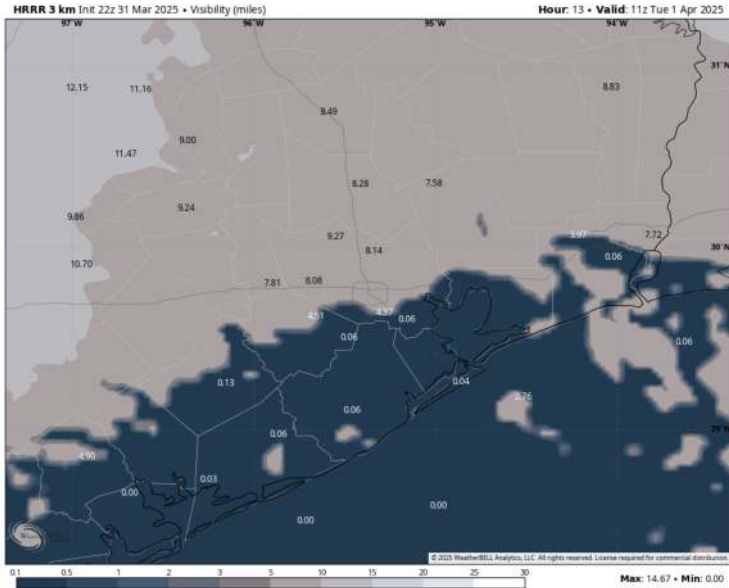 HRRR 3 km Init 22z 31 Mar 2025 • Visibility (miles)
Hour: 13 • Valid: 11z Tue 1 Apr 2025
97°W 96°W 95°W 94°W
31°N
12.15 11.16 8.83
8.49
9.00
11.47
8.28 7.58
9.24
9.86
9.27 3.97 7.72
8.14 30°N
0.06
10.70
7.81 8.08
4.51 4.37 0.06
0.06 0.06
0.13 0.04
2.76
0.06
0.06 29°N
4.90
0.03
0.00 0.00
0.00
© 2025 WeatherBELL Analytics, LLC All rights reserved. License required for commercial distribution.
0.1 0.5 1 2 3 5 10 15 20 25 30
Max: 14.67 • Min: 0.00